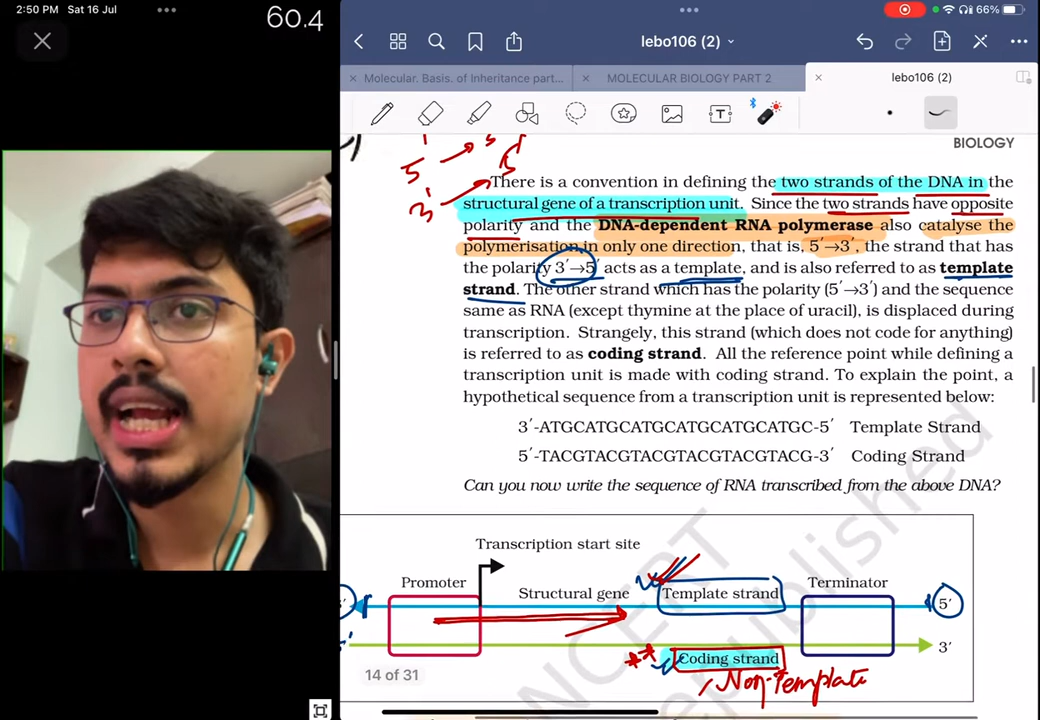 2:50 PM Sat 16 Jul
60.4
66%
lebo106 (2)
Molecular. Basis. of Inheritance part...
MOLECULAR BIOLOGY PART 2
lebo106 (2)
BIOLOGY
5'
3'
There is a convention in defining the two strands of the DNA in the
structural gene of a transcription unit. Since the two strands have opposite
polarity and the DNA-dependent RNA polymerase also catalyse the
polymerisation in only one direction, that is, 5'→3', the strand that has
the polarity 3'→5' acts as a template, and is also referred to as template
strand. The other strand which has the polarity (5'→3') and the sequence
same as RNA (except thymine at the place of uracil), is displaced during
transcription. Strangely, this strand (which does not code for anything)
is referred to as coding strand. All the reference point while defining a
transcription unit is made with coding strand. To explain the point, a
hypothetical sequence from a transcription unit is represented below:
3'-ATGCATGCATGCATGCATGCATGC-5' Template Strand
5'-TACGTACGTACGTACGTACGTACG-3' Coding Strand
Can you now write the sequence of RNA transcribed from the above DNA?
Transcription start site
Promoter
Structural gene
Template strand
Terminator
5'
Coding strand
3'
Non-Template
14 of 31
NCERT
republished